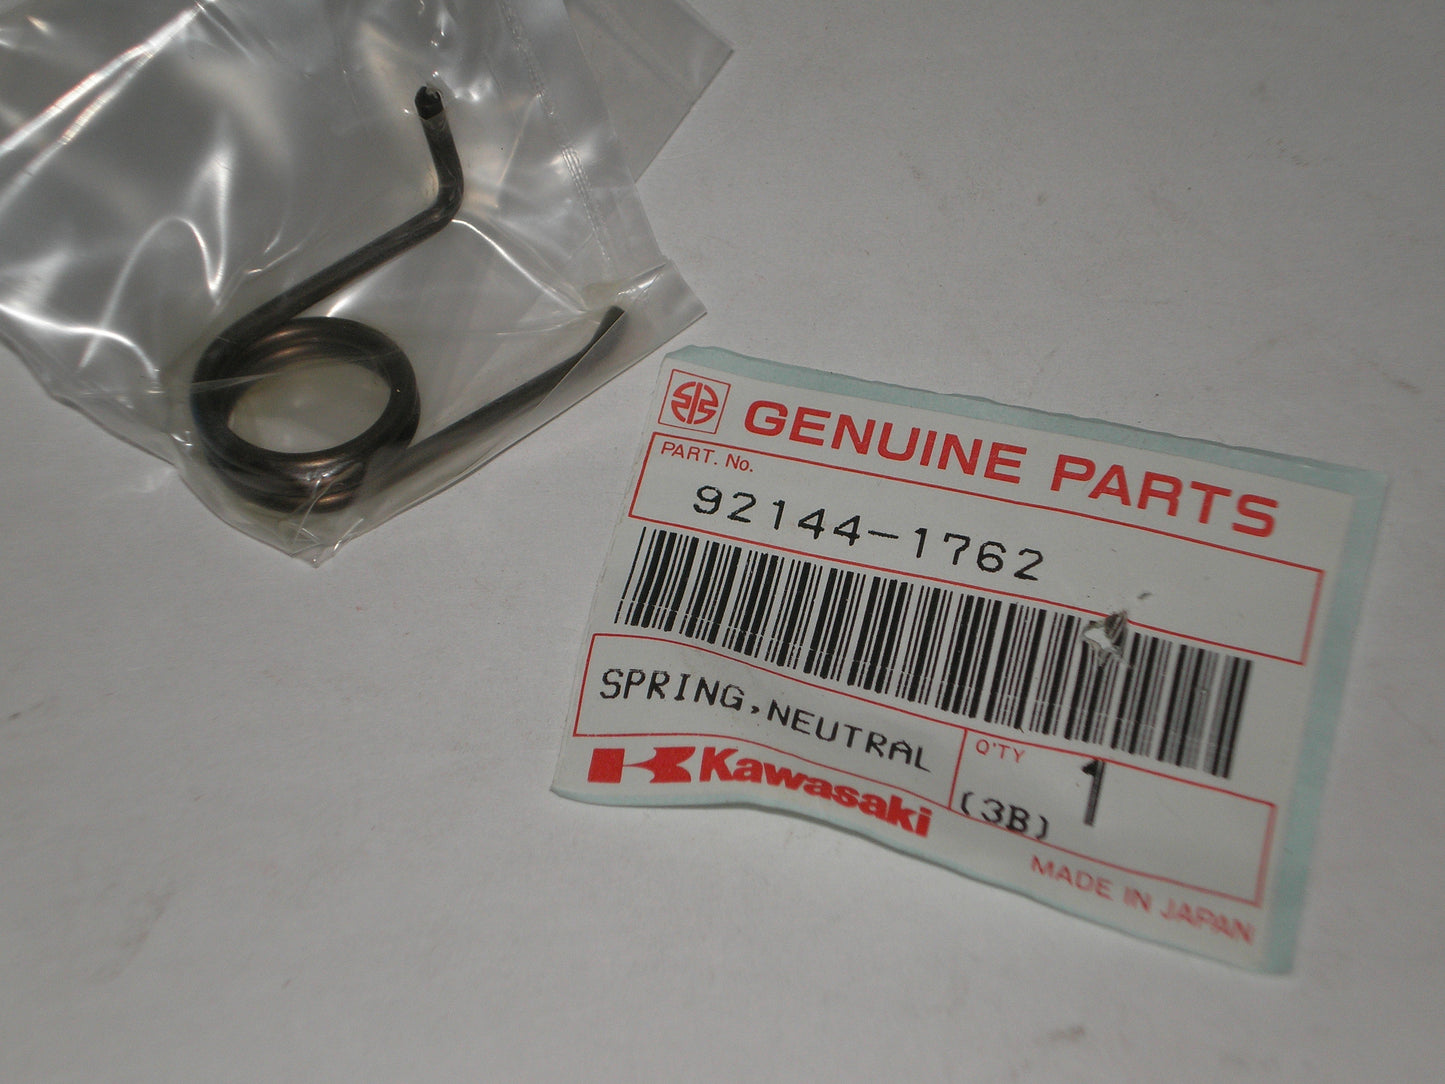 GENUINE PARTS
PART. No.
92144-1762
SPRING,NEUTRAL
Q'TY
1
(3B)
Kawasaki
MADE IN JAPAN